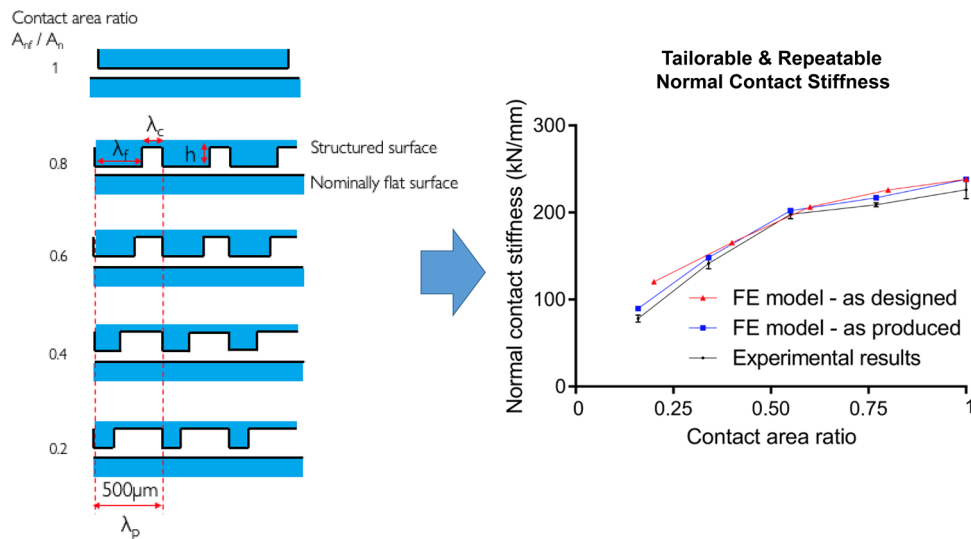 Contact area ratio
Aₙf / Aₙ
1
0.8
λc
λf
h
Structured surface
Nominally flat surface
0.6
0.4
0.2
500μm
λp
Tailorable & Repeatable
Normal Contact Stiffness
Normal contact stiffness (kN/mm)
300
200
100
0
FE model - as designed
FE model - as produced
Experimental results
0
0.25
0.50
0.75
1
Contact area ratio